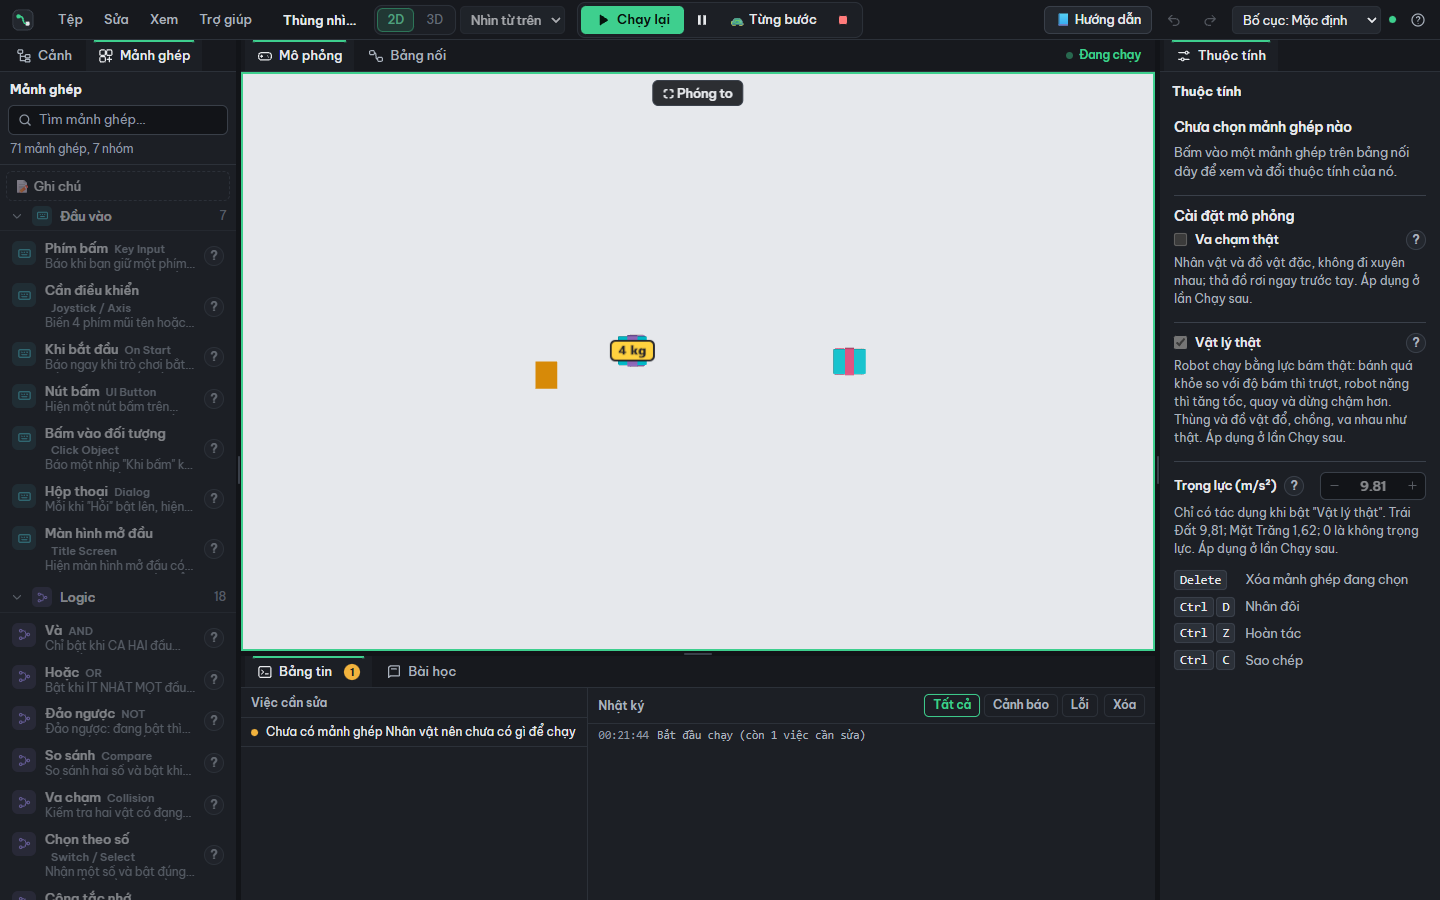 Tệp Sửa Xem Trợ giúp Thùng nhì... 2D 3D Nhìn từ trên Chạy lại Từng bước Hướng dẫn Bố cục: Mặc định
Cảnh Mảnh ghép
Mảnh ghép
Tìm mảnh ghép...
71 mảnh ghép, 7 nhóm
Ghi chú
Đầu vào 7
Phím bấm Key Input ?
Báo khi bạn giữ một phím...
Cần điều khiển
Joystick / Axis ?
Biến 4 phím mũi tên hoặc...
Khi bắt đầu On Start ?
Báo ngay khi trò chơi bắt...
Nút bấm UI Button ?
Hiện một nút bấm trên...
Bấm vào đối tượng
Click Object ?
Báo một nhịp "Khi bấm" k...
Hộp thoại Dialog ?
Mỗi khi "Hỏi" bật lên, hiện...
Màn hình mở đầu
Title Screen ?
Hiện màn hình mở đầu có...
Logic 18
Và AND ?
Chỉ bật khi CẢ HAI đầu...
Hoặc OR ?
Bật khi ÍT NHẤT MỘT đầu...
Đảo ngược NOT ?
Đảo ngược: đang bật thì...
So sánh Compare ?
So sánh hai số và bật khi...
Va chạm Collision ?
Kiểm tra hai vật có đang...
Chọn theo số
Switch / Select ?
Nhận một số và bật đúng...
Công tắc nhớ
Mô phỏng Bảng nối Đang chạy
Phóng to
4 kg
Bảng tin 1 Bài học
Việc cần sửa
Chưa có mảnh ghép Nhân vật nên chưa có gì để chạy
Nhật ký Tất cả Cảnh báo Lỗi Xóa
00:21:44 Bắt đầu chạy (còn 1 việc cần sửa)
Thuộc tính
Thuộc tính
Chưa chọn mảnh ghép nào
Bấm vào một mảnh ghép trên bảng nối
dây để xem và đổi thuộc tính của nó.
Cài đặt mô phỏng
Va chạm thật ?
Nhân vật và đồ vật đặc, không đi xuyên
nhau; thả đồ rơi ngay trước tay. Áp dụng ở
lần Chạy sau.
Vật lý thật ?
Robot chạy bằng lực bám thật: bánh quá
khỏe so với độ bám thì trượt, robot nặng
thì tăng tốc, quay và dừng chậm hơn.
Thùng và đồ vật đổ, chồng, va nhau như
thật. Áp dụng ở lần Chạy sau.
Trọng lực (m/s²) ? − 9.81 +
Chỉ có tác dụng khi bật "Vật lý thật". Trái
Đất 9,81; Mặt Trăng 1,62; 0 là không trọng
lực. Áp dụng ở lần Chạy sau.
Delete Xóa mảnh ghép đang chọn
Ctrl D Nhân đôi
Ctrl Z Hoàn tác
Ctrl C Sao chép